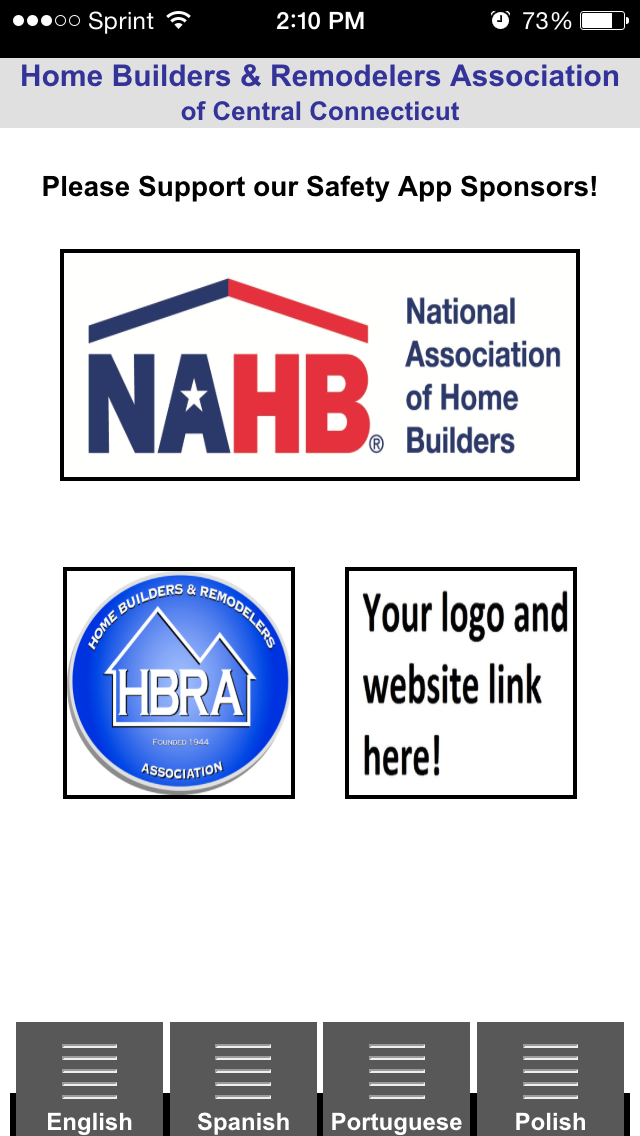 Sprint 2:10 PM 73%
Home Builders & Remodelers Association
of Central Connecticut
Please Support our Safety App Sponsors!
NAHB®
National
Association
of Home
Builders
HOME BUILDERS & REMODELERS
HBRA
FOUNDED 1944
ASSOCIATION
Your logo and
website link
here!
English Spanish Portuguese Polish